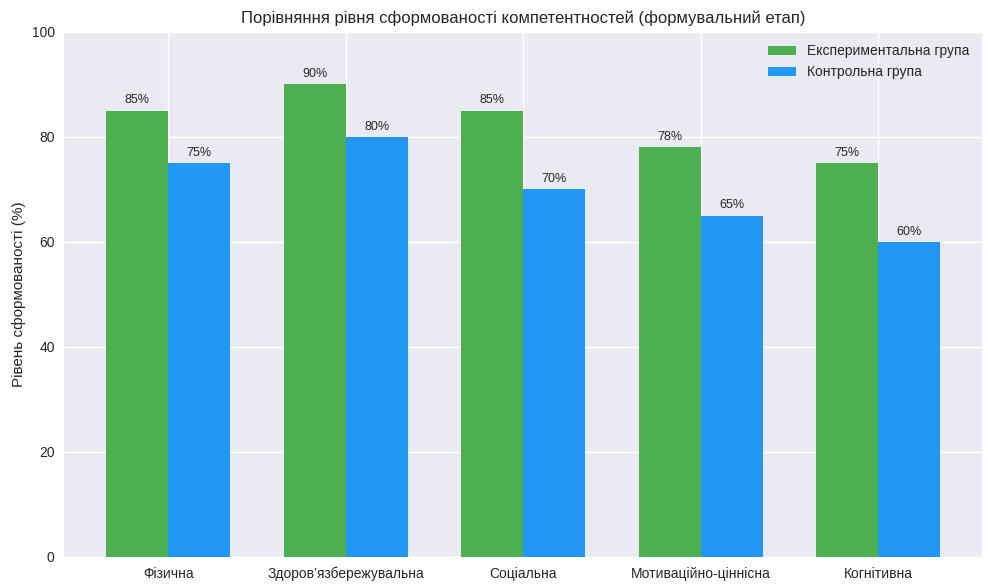 Порівняння рівня сформованості компетентностей (формувальний етап)
Експериментальна група
Контрольна група
Рівень сформованості (%)
100
80
60
40
20
0
85%
75%
90%
80%
85%
70%
78%
65%
75%
60%
Фізична
Здоров’язбережувальна
Соціальна
Мотиваційно-ціннісна
Когнітивна